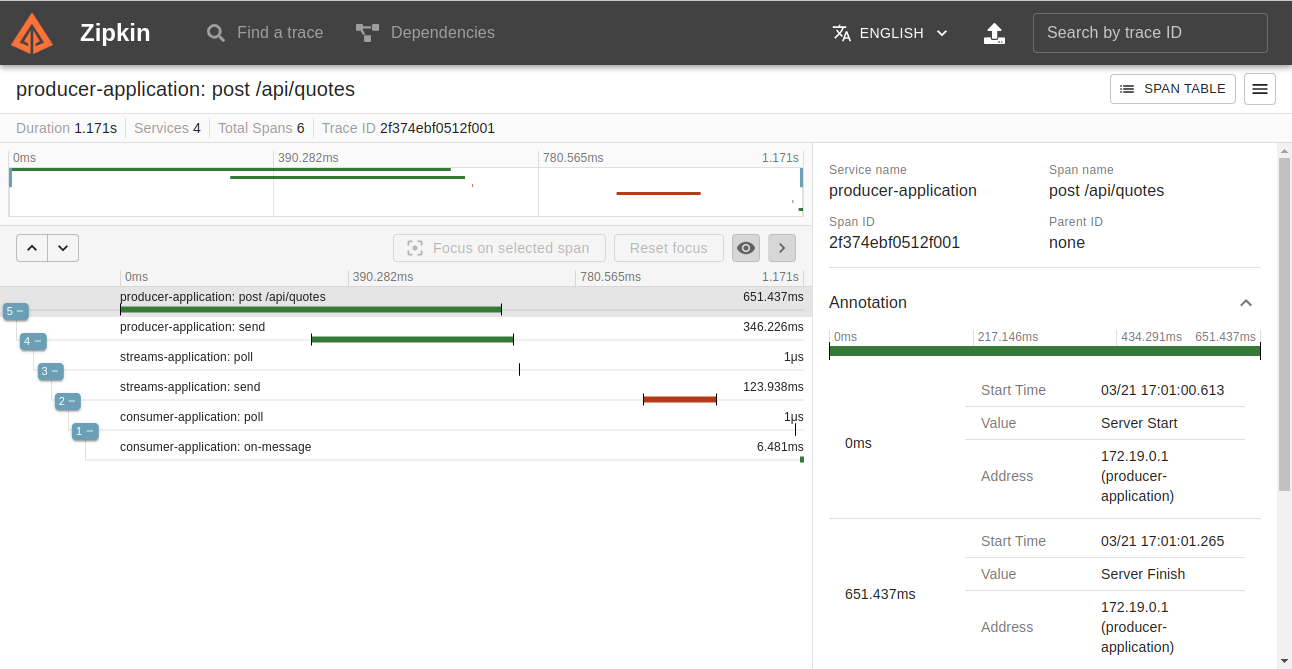 Zipkin
Find a trace
Dependencies
ENGLISH
Search by trace ID
producer-application: post /api/quotes
SPAN TABLE
Duration 1.171s
Services 4
Total Spans 6
Trace ID 2f374ebf0512f001
0ms 390.282ms 780.565ms 1.171s
Focus on selected span
Reset focus
0ms 390.282ms 780.565ms 1.171s
producer-application: post /api/quotes 651.437ms
5 −
producer-application: send 346.226ms
4 −
streams-application: poll 1μs
3 −
streams-application: send 123.938ms
2 −
consumer-application: poll 1μs
1 −
consumer-application: on-message 6.481ms
Service name
producer-application
Span name
post /api/quotes
Span ID
2f374ebf0512f001
Parent ID
none
Annotation
0ms 217.146ms 434.291ms 651.437ms
0ms
Start Time 03/21 17:01:00.613
Value Server Start
Address 172.19.0.1
(producer-
application)
651.437ms
Start Time 03/21 17:01:01.265
Value Server Finish
Address 172.19.0.1
(producer-
application)